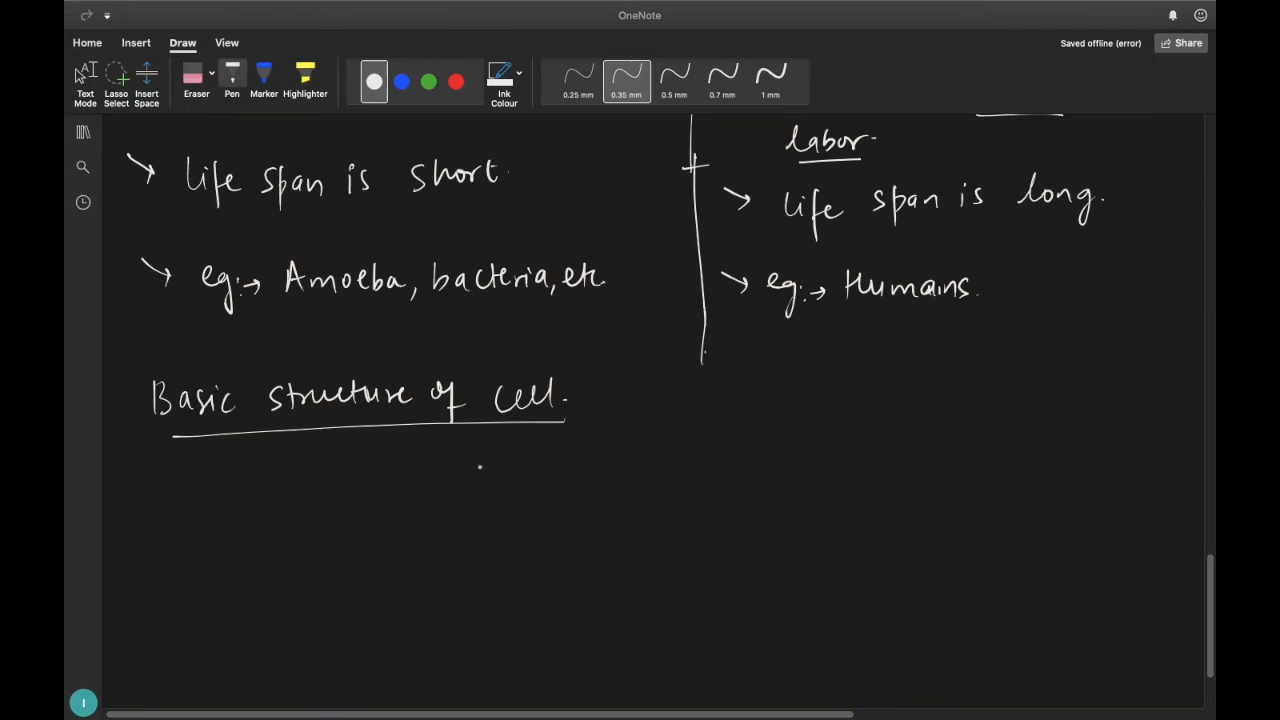 OneNote
Home Insert Draw View
Saved offline (error) Share
Text Mode
Lasso Select
Insert Space
Eraser
Pen
Marker
Highlighter
Ink Colour
0.25 mm 0.35 mm 0.5 mm 0.7 mm 1 mm
→ Life span is short.
→ eg:→ Amoeba, bacteria, etc.
labor.
→ Life span is long.
→ eg:→ Humans.
Basic structure of cell.
I